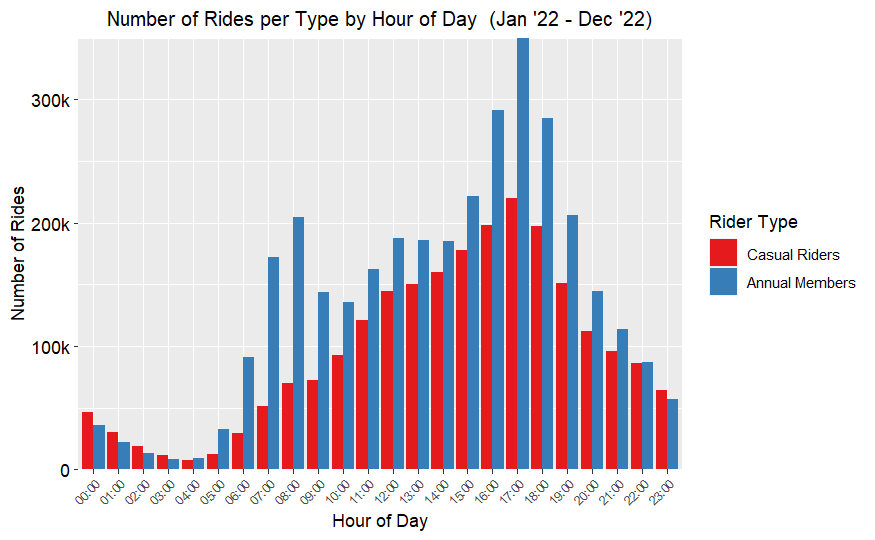 Number of Rides per Type by Hour of Day  (Jan '22 - Dec '22)
Number of Rides
300k
200k
100k
0
00:00 01:00 02:00 03:00 04:00 05:00 06:00 07:00 08:00 09:00 10:00 11:00 12:00 13:00 14:00 15:00 16:00 17:00 18:00 19:00 20:00 21:00 22:00 23:00
Hour of Day
Rider Type
Casual Riders
Annual Members